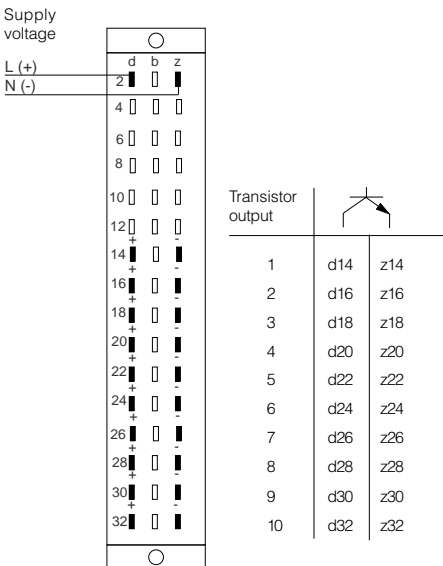 Supply
voltage
L (+)
N (-)
d b z
2
4
6
8
10
12
+ -
14
+ -
16
+ -
18
+ -
20
+ -
22
+ -
24
+ -
26
+ -
28
+ -
30
+ -
32
Transistor
output
1 d14 z14
2 d16 z16
3 d18 z18
4 d20 z20
5 d22 z22
6 d24 z24
7 d26 z26
8 d28 z28
9 d30 z30
10 d32 z32